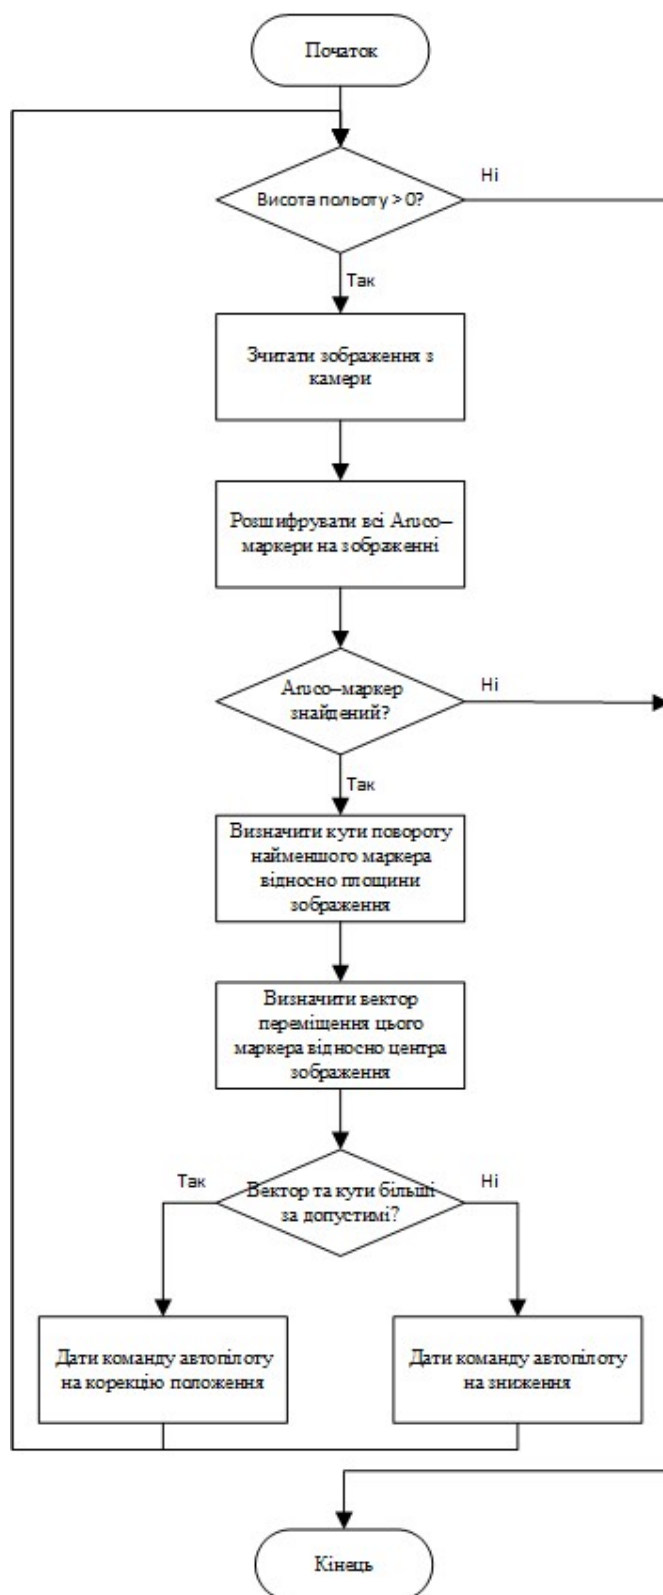 Початок
Висота польоту > 0?
Ні
Так
Зчитати зображення з
камери
Розшифрувати всі Aruco–
маркери на зображенні
Aruco–маркер
знайдений?
Ні
Так
Визначити кути повороту
найменшого маркера
відносно площини
зображення
Визначити вектор
переміщення цього
маркера відносно центра
зображення
Так
Вектор та кути більші
за допустимі?
Ні
Дати команду автопілоту
на корекцію положення
Дати команду автопілоту
на зниження
Кінець